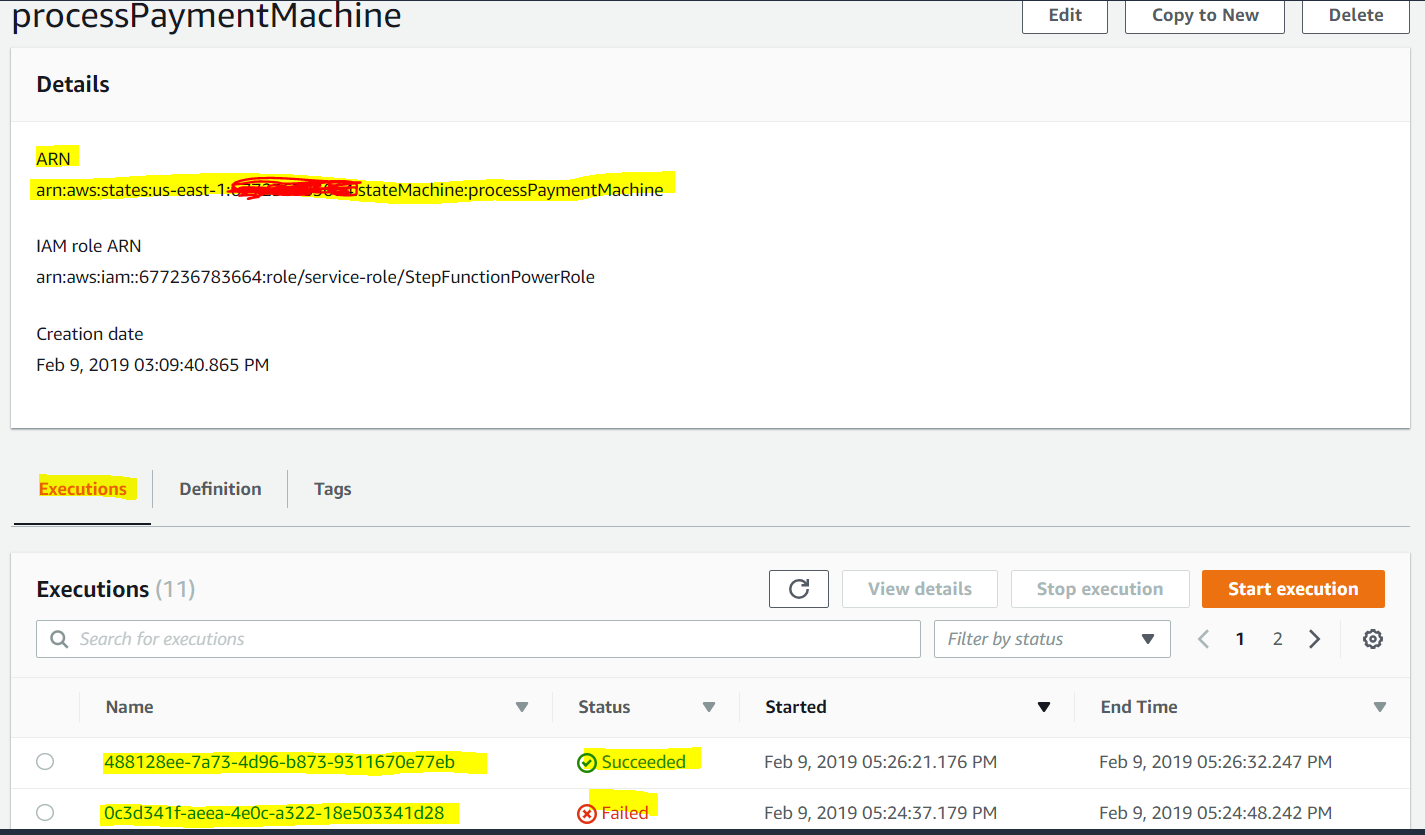 processPaymentMachine
Edit
Copy to New
Delete
Details
ARN
arn:aws:states:us-east-1: stateMachine:processPaymentMachine
IAM role ARN
arn:aws:iam::677236783664:role/service-role/StepFunctionPowerRole
Creation date
Feb 9, 2019 03:09:40.865 PM
Executions
Definition
Tags
Executions (11)
View details
Stop execution
Start execution
Search for executions
Filter by status
1
2
Name
Status
Started
End Time
488128ee-7a73-4d96-b873-9311670e77eb
Succeeded
Feb 9, 2019 05:26:21.176 PM
Feb 9, 2019 05:26:32.247 PM
0c3d341f-aeea-4e0c-a322-18e503341d28
Failed
Feb 9, 2019 05:24:37.179 PM
Feb 9, 2019 05:24:48.242 PM